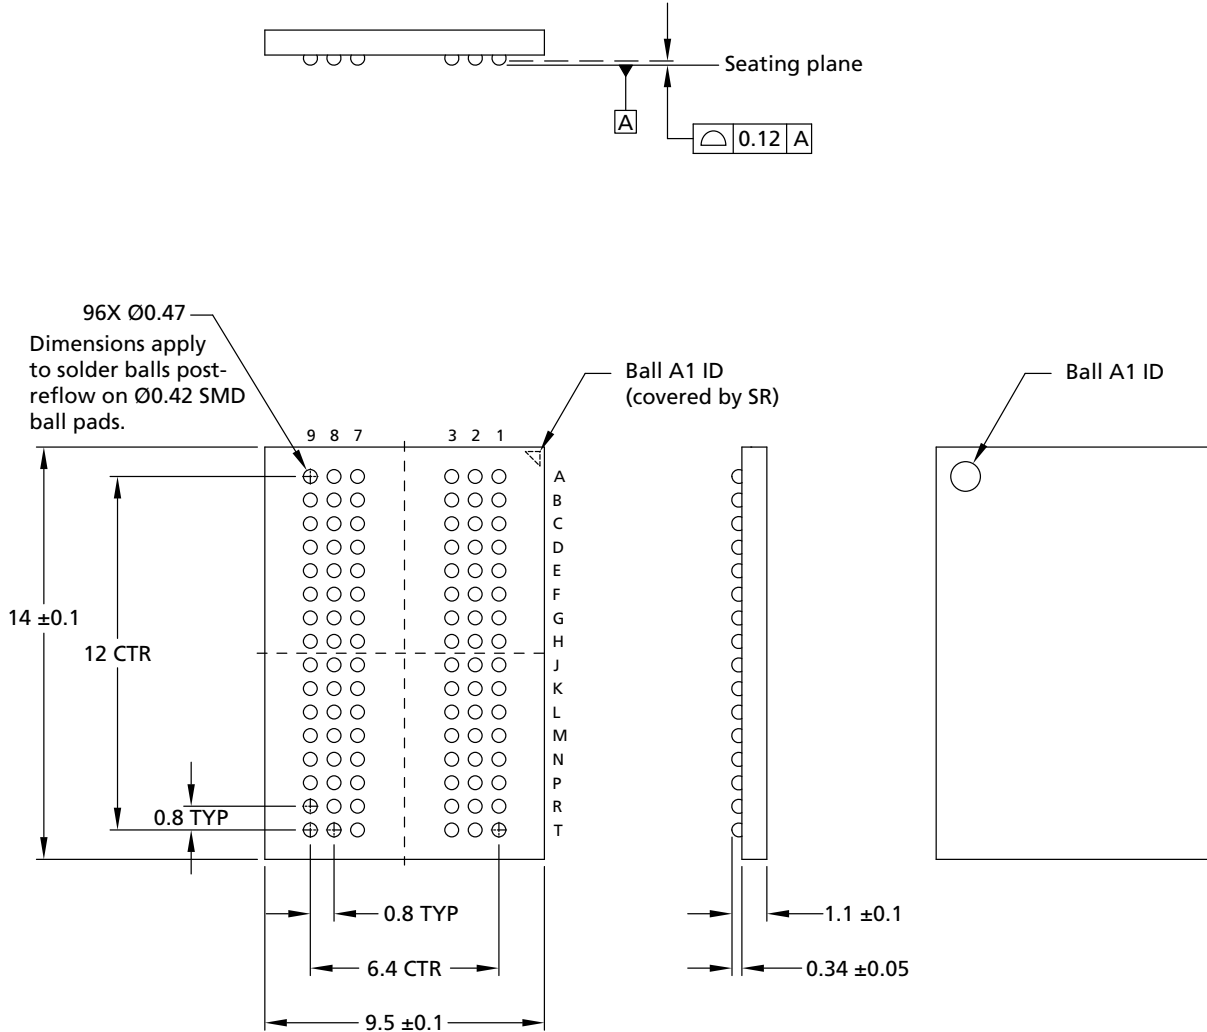 Seating plane
A
0.12 A
96X Ø0.47
Dimensions apply
to solder balls post-
reflow on Ø0.42 SMD
ball pads.
Ball A1 ID
(covered by SR)
Ball A1 ID
9 8 7 3 2 1
A
B
C
D
E
F
G
H
J
K
L
M
N
P
R
T
14 ±0.1
12 CTR
0.8 TYP
0.8 TYP
1.1 ±0.1
6.4 CTR
0.34 ±0.05
9.5 ±0.1